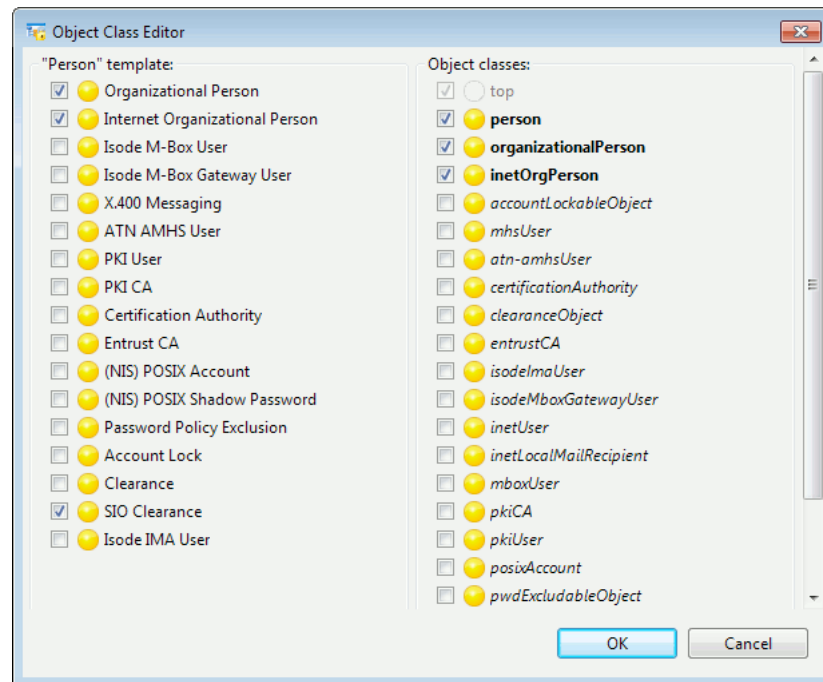 Object Class Editor
"Person" template:
Organizational Person
Internet Organizational Person
Isode M-Box User
Isode M-Box Gateway User
X.400 Messaging
ATN AMHS User
PKI User
PKI CA
Certification Authority
Entrust CA
(NIS) POSIX Account
(NIS) POSIX Shadow Password
Password Policy Exclusion
Account Lock
Clearance
SIO Clearance
Isode IMA User
Object classes:
top
person
organizationalPerson
inetOrgPerson
accountLockableObject
mhsUser
atn-amhsUser
certificationAuthority
clearanceObject
entrustCA
isodeImaUser
isodeMboxGatewayUser
inetUser
inetLocalMailRecipient
mboxUser
pkiCA
pkiUser
posixAccount
pwdExcludableObject
OK
Cancel